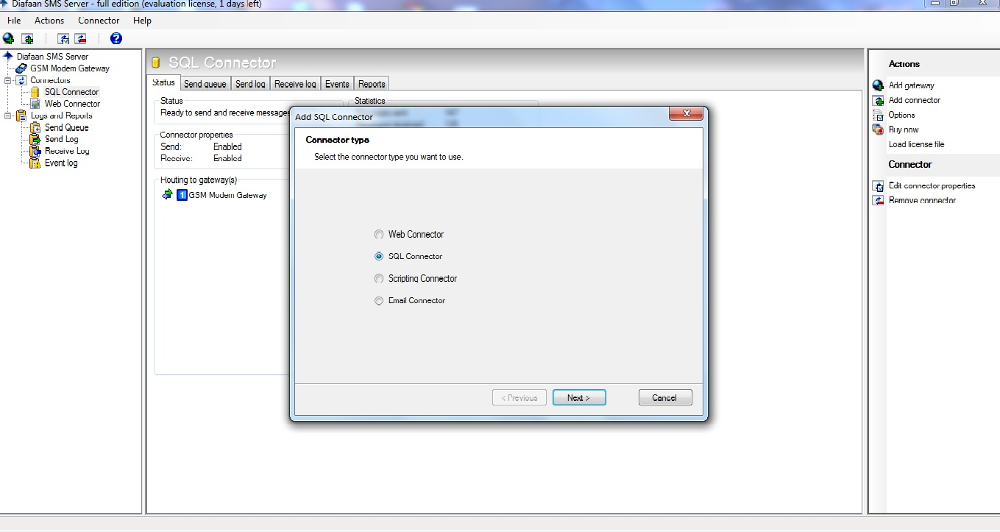 Diafaan SMS Server - full edition (evaluation license, 1 days left)
File Actions Connector Help
Diafaan SMS Server
GSM Modem Gateway
Connectors
SQL Connector
Web Connector
Logs and Reports
Send Queue
Send Log
Receive Log
Event log
SQL Connector
Status Send queue Send log Receive log Events Reports
Status
Ready to send and receive messages
Statistics
Connector properties
Send: Enabled
Receive: Enabled
Routing to gateway(s)
1 GSM Modem Gateway
Add SQL Connector
Connector type
Select the connector type you want to use.
Web Connector
SQL Connector
Scripting Connector
Email Connector
< Previous Next > Cancel
Actions
Add gateway
Add connector
Options
Buy now
Load license file
Connector
Edit connector properties
Remove connector